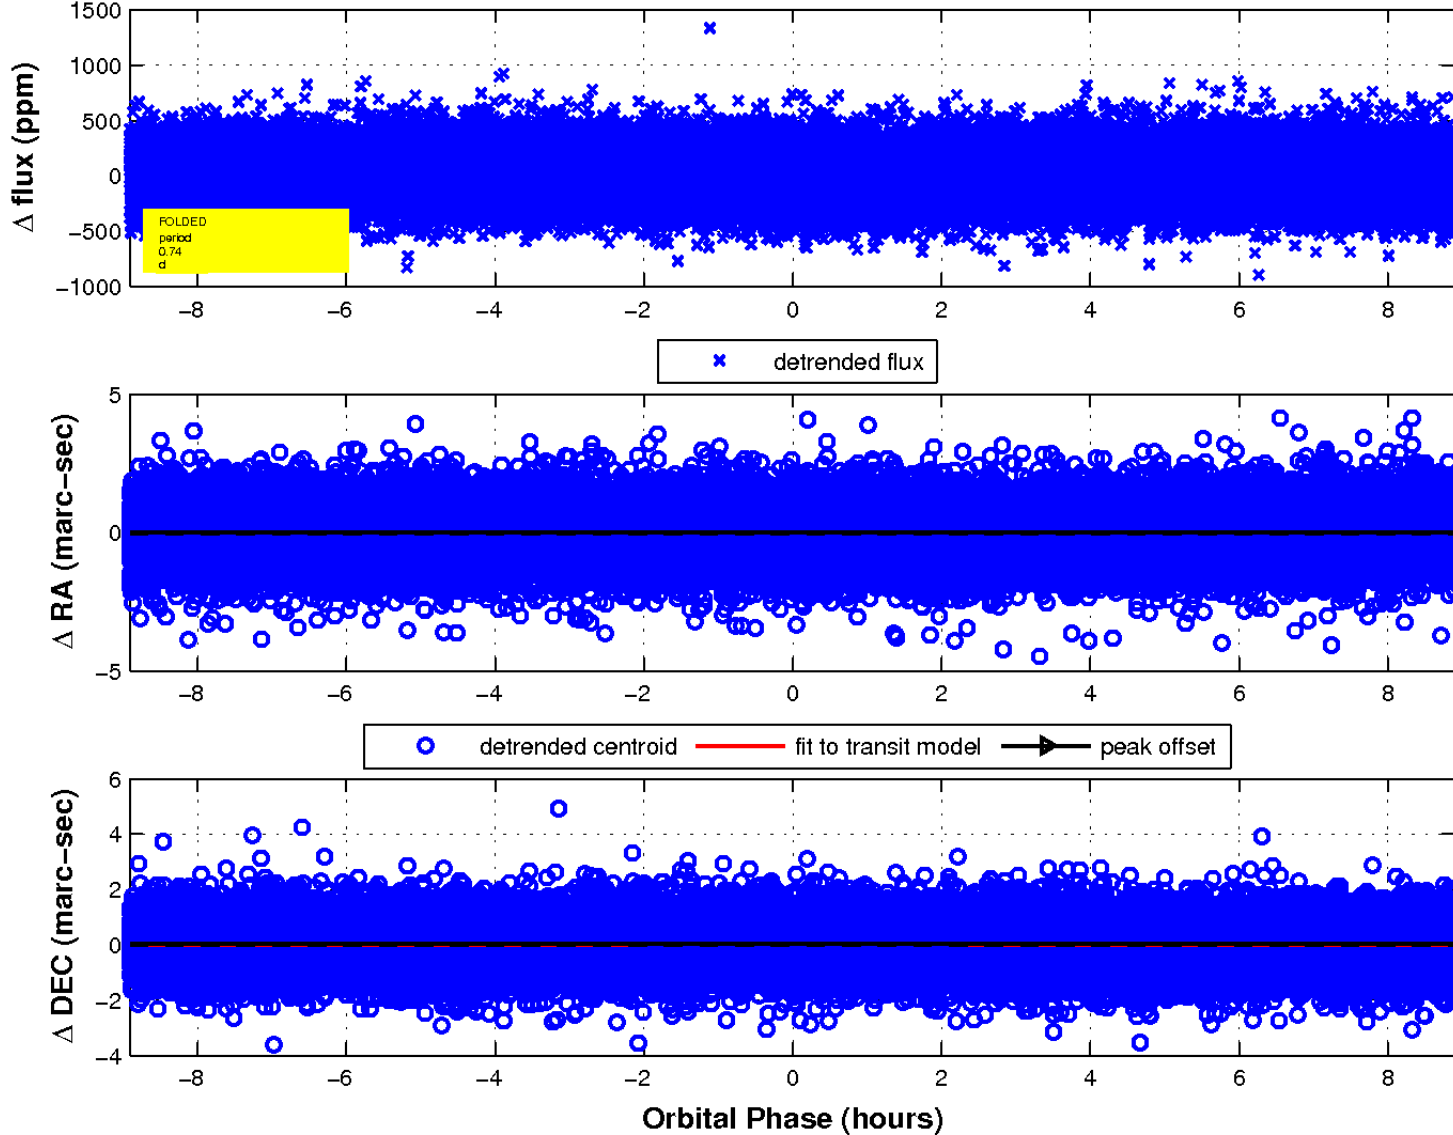 1500
1000
500
0
−500
−1000
Δ flux (ppm)
FOLDED
period
0.74
d
−8 −6 −4 −2 0 2 4 6 8
detrended flux
5
0
−5
Δ RA (marc−sec)
−8 −6 −4 −2 0 2 4 6 8
detrended centroid fit to transit model peak offset
6
4
2
0
−2
−4
Δ DEC (marc−sec)
−8 −6 −4 −2 0 2 4 6 8
Orbital Phase (hours)